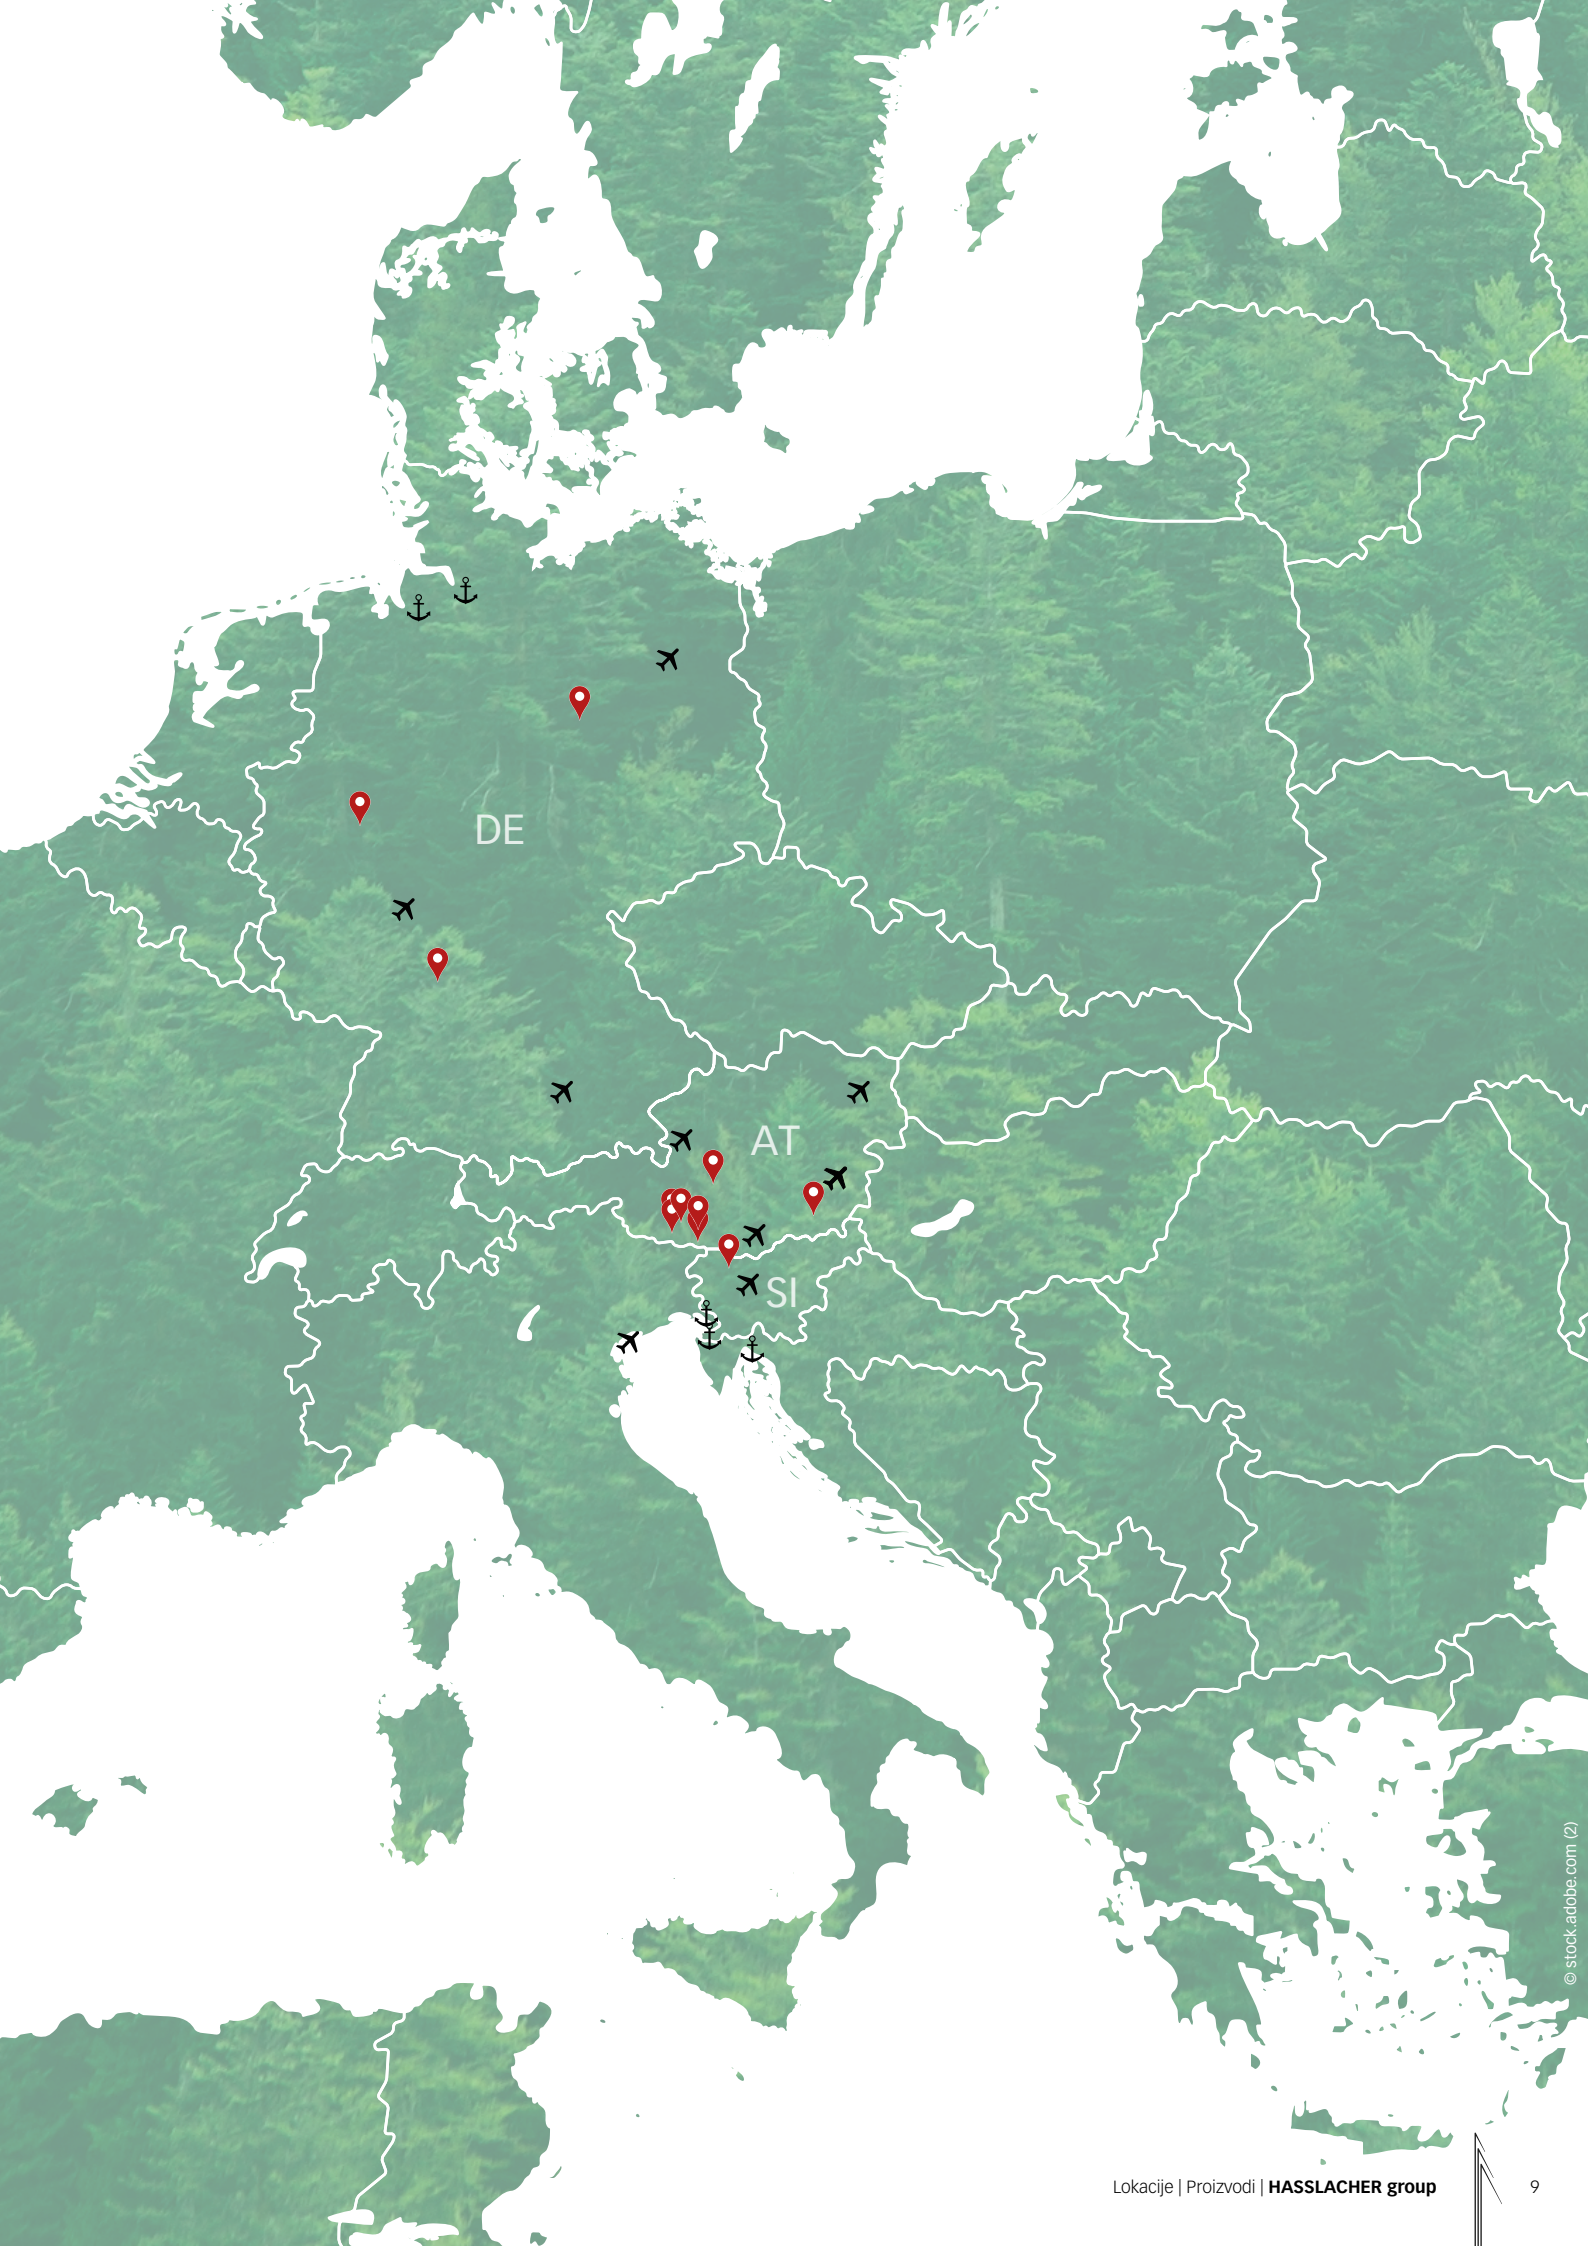 DE
AT
SI
© stock.adobe.com (2)
Lokacije | Proizvodi | HASSLACHER group
9